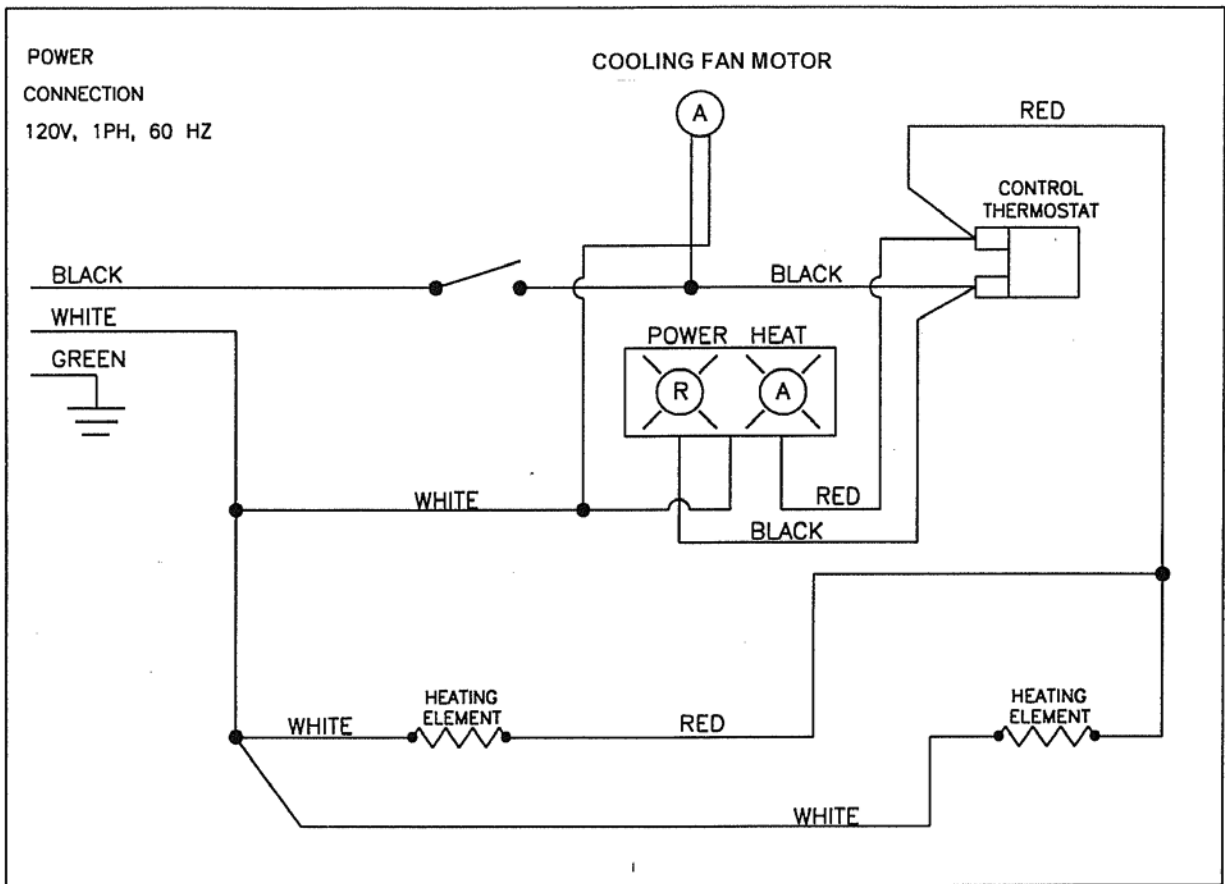 POWER
CONNECTION
120V, 1PH, 60 HZ
COOLING FAN MOTOR
A
RED
CONTROL
THERMOSTAT
BLACK
BLACK
WHITE
GREEN
POWER HEAT
R
A
WHITE
RED
BLACK
HEATING
ELEMENT
WHITE
RED
HEATING
ELEMENT
WHITE